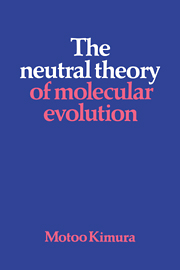 The
neutral theory
of molecular
evolution
Motoo Kimura